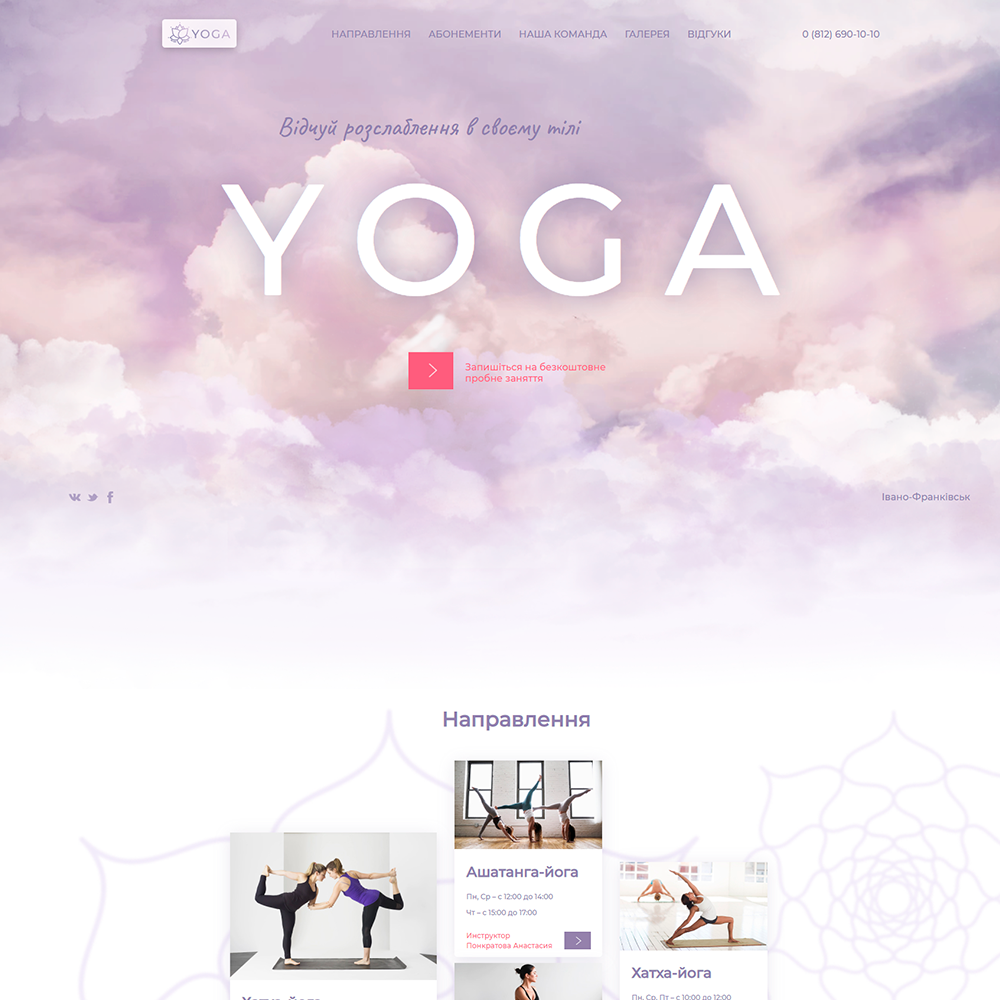 YOGA
НАПРАВЛЕННЯ АБОНЕМЕНТИ НАША КОМАНДА ГАЛЕРЕЯ ВІДГУКИ 0 (812) 690-10-10
Відчуй розслаблення в своєму тілі
YOGA
Запишіться на безкоштовне
пробне заняття
Івано-Франківськ
Направлення
Ашатанга-йога
Пн, Ср – с 12:00 до 14:00
Чт – с 15:00 до 17:00
Инструктор
Понкратова Анастасия
Хатха-йога
Пн, Ср, Пт – с 10:00 до 12:00